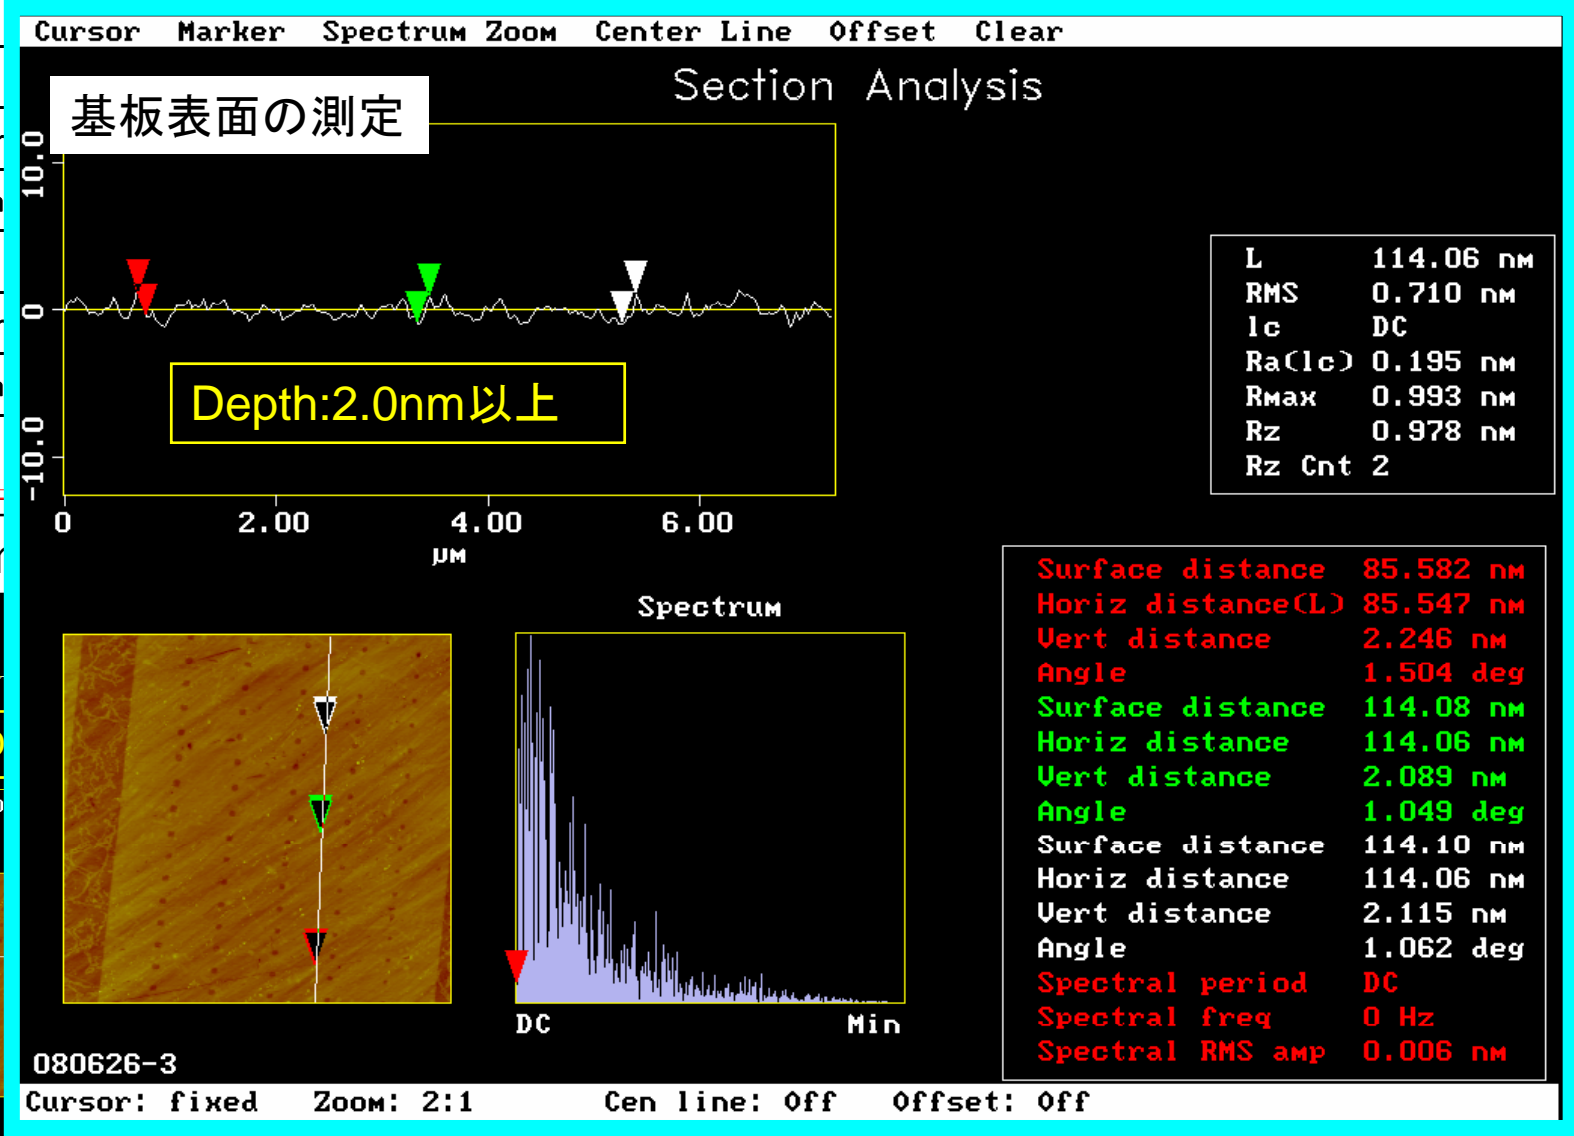 Cursor Marker Spectrum Zoom Center Line Offset Clear
Section Analysis
基板表面の測定
10.0
0
-10.0
Depth:2.0nm以上
0 2.00 4.00 6.00
µm
L 114.06 nm
RMS 0.710 nm
lc DC
Ra(lc) 0.195 nm
Rmax 0.993 nm
Rz 0.978 nm
Rz Cnt 2
Spectrum
DC Min
Surface distance 85.582 nm
Horiz distance(L) 85.547 nm
Vert distance 2.246 nm
Angle 1.504 deg
Surface distance 114.08 nm
Horiz distance 114.06 nm
Vert distance 2.089 nm
Angle 1.049 deg
Surface distance 114.10 nm
Horiz distance 114.06 nm
Vert distance 2.115 nm
Angle 1.062 deg
Spectral period DC
Spectral freq 0 Hz
Spectral RMS amp 0.006 nm
080626-3
Cursor: fixed Zoom: 2:1 Cen line: Off Offset: Off